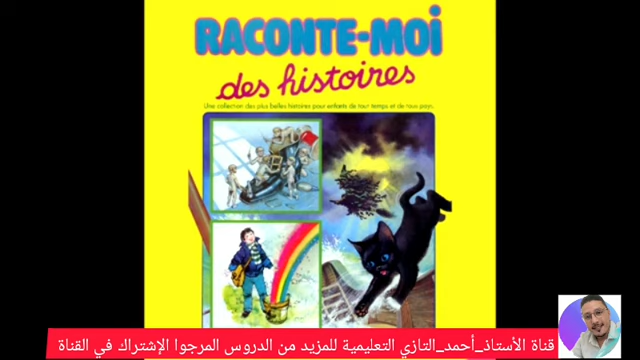 RACONTE-MOi
des histoires
Une collection des plus belles histoires pour enfants de tout temps et de tous pays.
قناة الأستاذ_أحمد_التازي التعليمية للمزيد من الدروس المرجوا الإشتراك في القناة